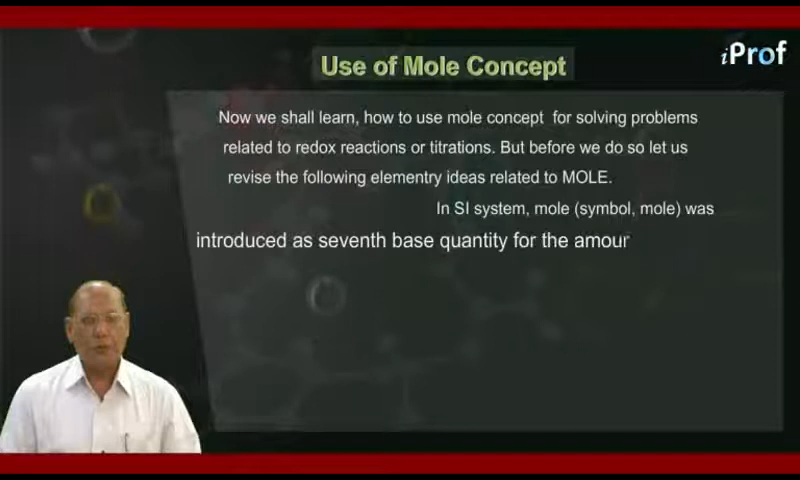 iProf
Use of Mole Concept
Now we shall learn, how to use mole concept for solving problems
related to redox reactions or titrations. But before we do so let us
revise the following elementry ideas related to MOLE.
In SI system, mole (symbol, mole) was
introduced as seventh base quantity for the amour